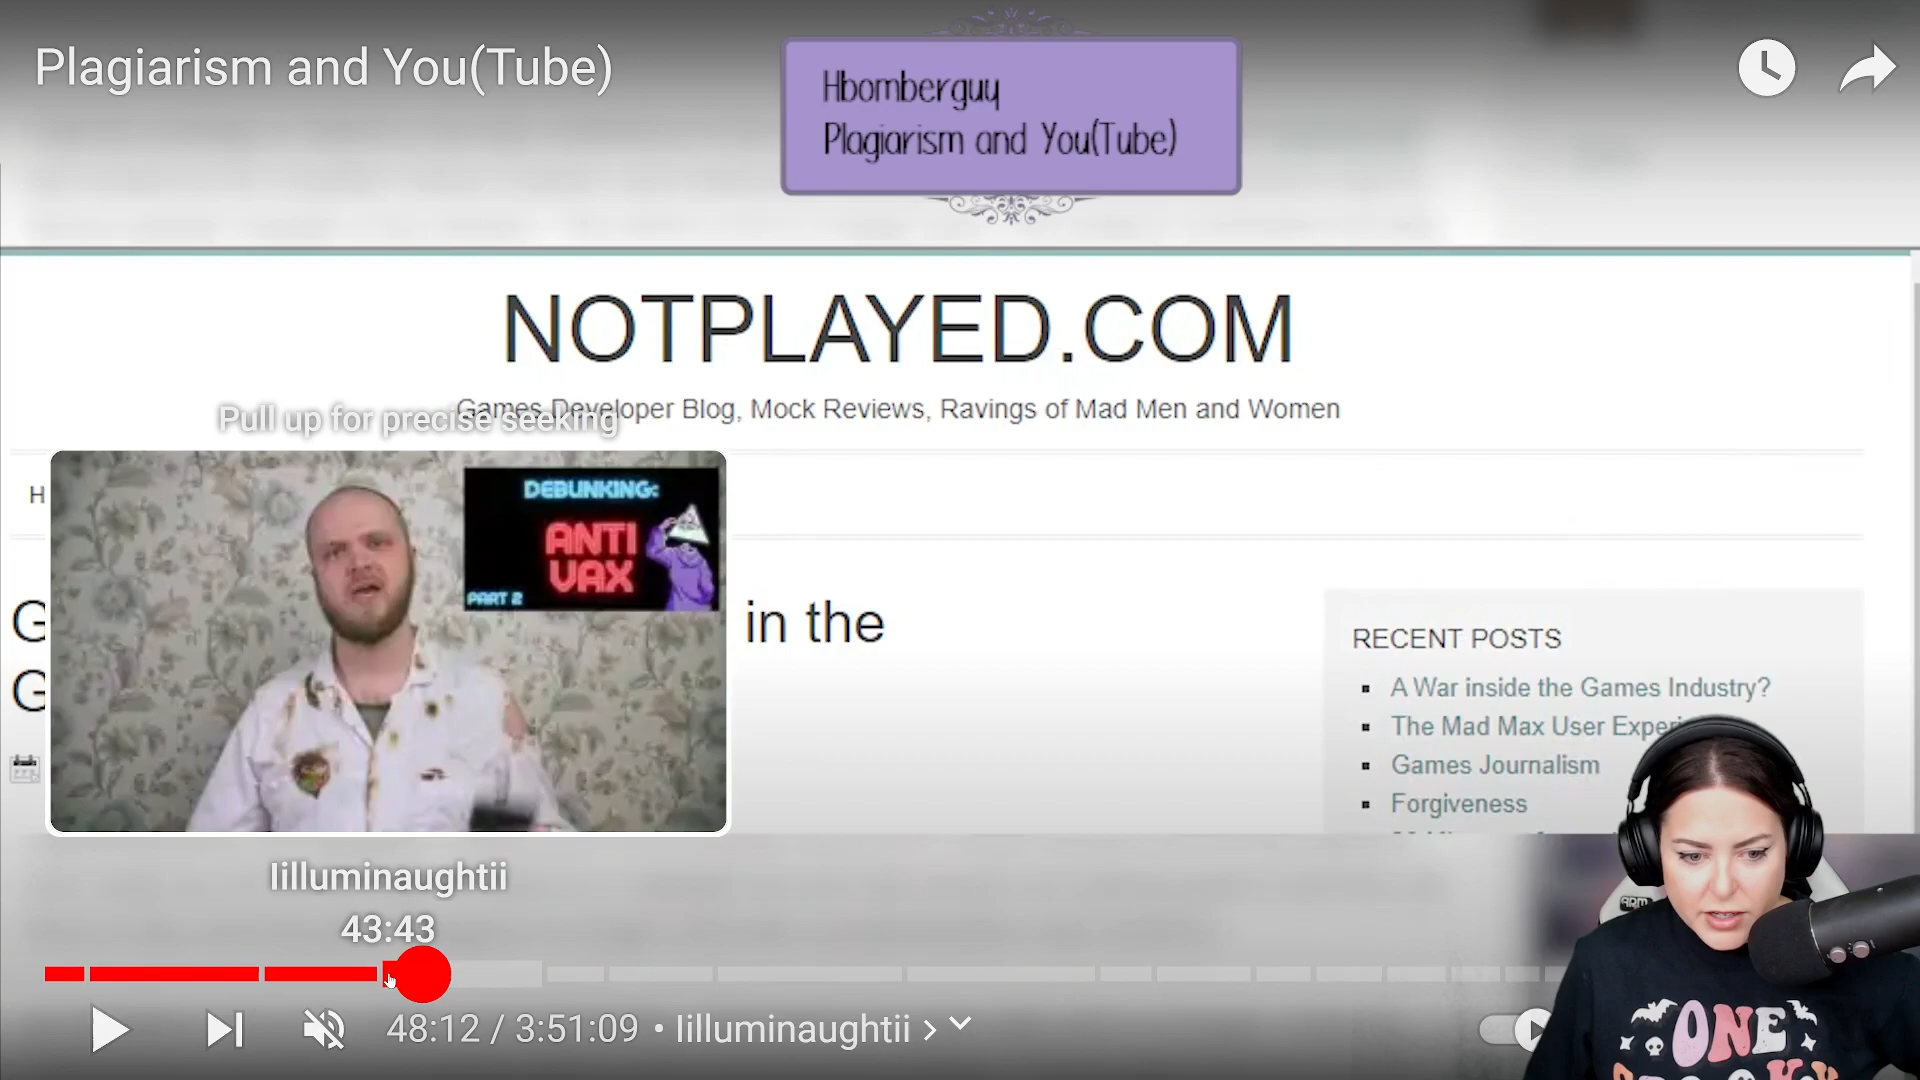 Plagiarism and You(Tube)
Hbomberguy
Plagiarism and You(Tube)
NOTPLAYED.COM
Games Developer Blog, Mock Reviews, Ravings of Mad Men and Women
Pull up for precise seeking
H
DEBUNKING:
ANTI
VAX
PART 2
G
in the
G
RECENT POSTS
A War inside the Games Industry?
The Mad Max User
Games Journalism
Forgiveness
Iilluminaughtii
43:43
48:12 / 3:51:09 • Iilluminaughtii
ONE